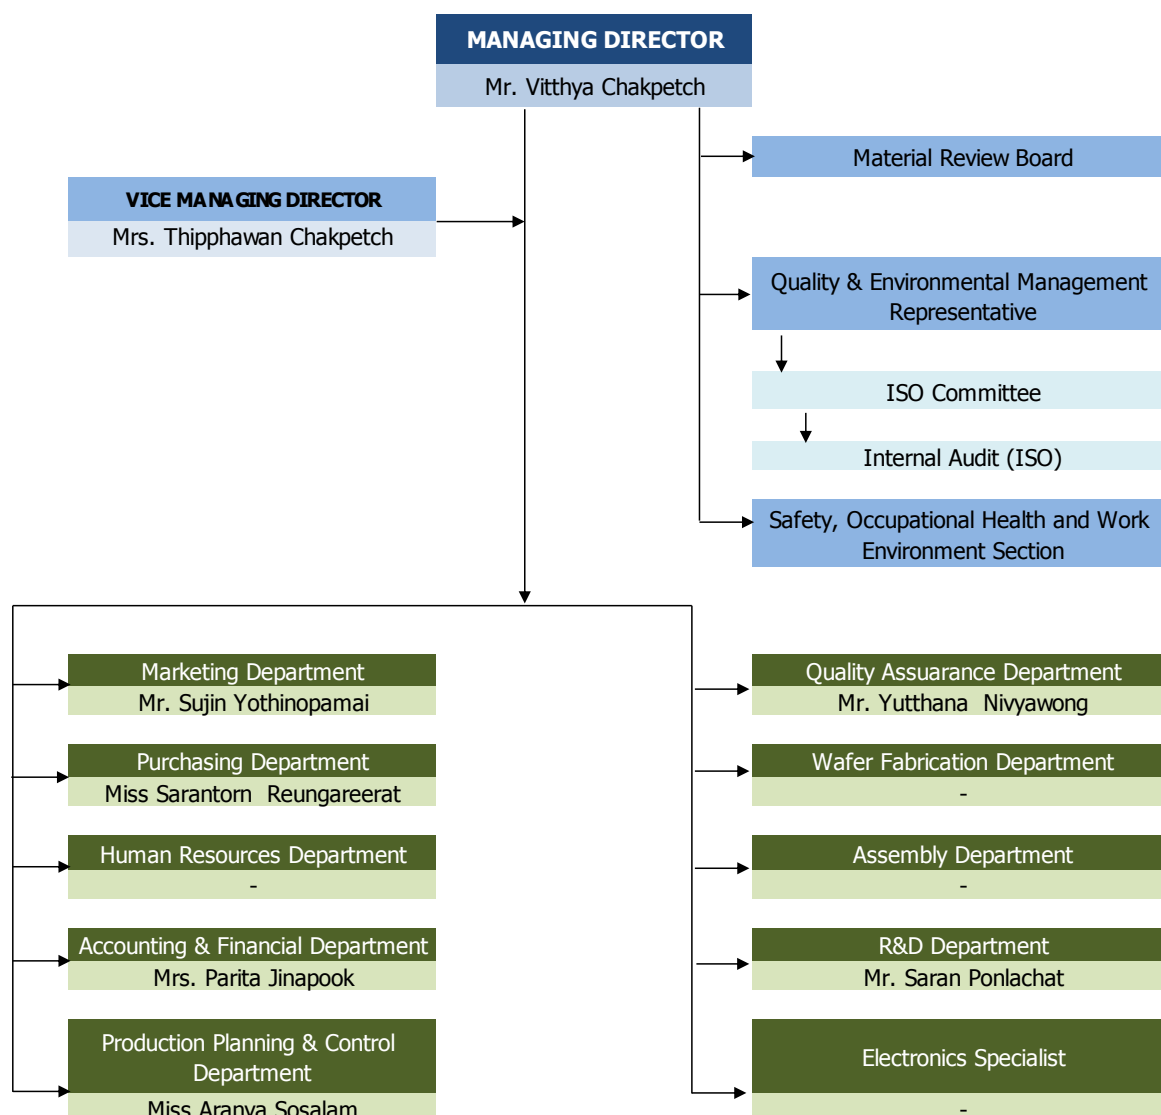 MANAGING DIRECTOR
Mr. Vitthya Chakpetch
Material Review Board
VICE MANAGING DIRECTOR
Mrs. Thipphawan Chakpetch
Quality & Environmental Management
Representative
ISO Committee
Internal Audit (ISO)
Safety, Occupational Health and Work
Environment Section
Marketing Department
Mr. Sujin Yothinopamai
Purchasing Department
Miss Sarantorn Reungareerat
Human Resources Department
-
Accounting & Financial Department
Mrs. Parita Jinapook
Production Planning & Control
Department
Miss Aranya Sosalam
Quality Assuarance Department
Mr. Yutthana Nivyawong
Wafer Fabrication Department
-
Assembly Department
-
R&D Department
Mr. Saran Ponlachat
Electronics Specialist
-